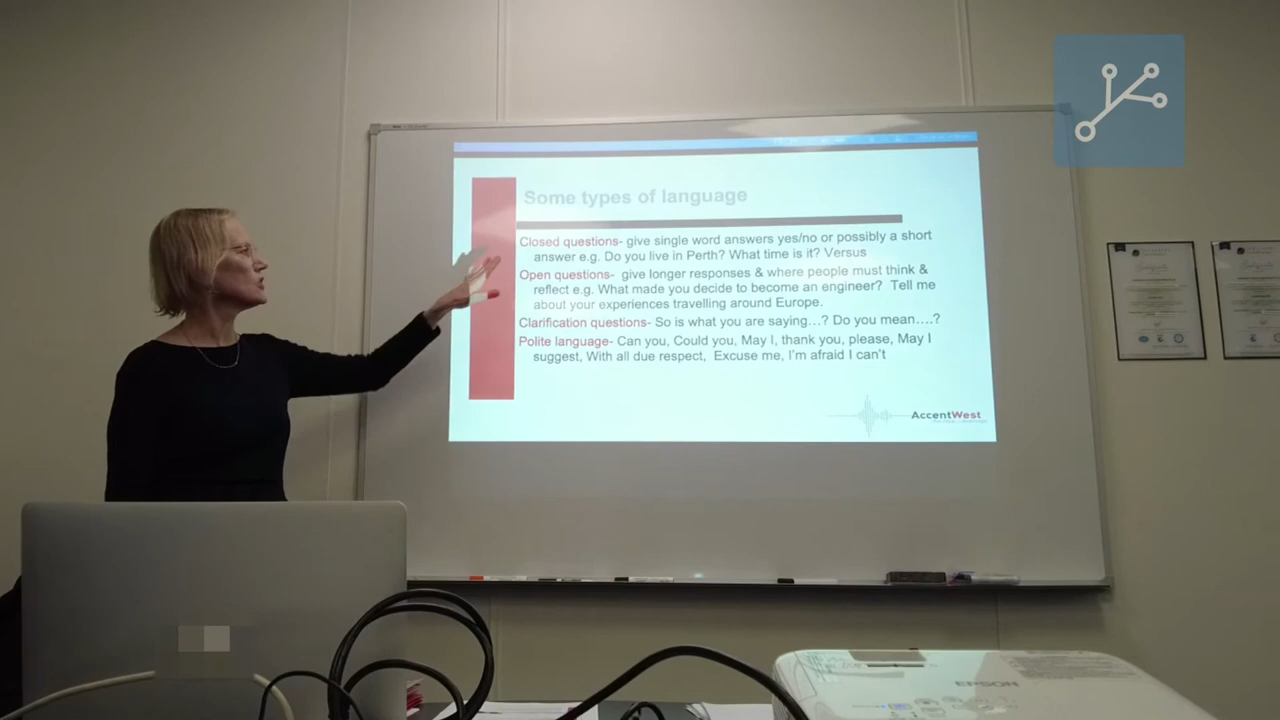 Some types of language
Closed questions- give single word answers yes/no or possibly a short
answer e.g. Do you live in Perth? What time is it? Versus
Open questions- give longer responses & where people must think &
reflect e.g. What made you decide to become an engineer? Tell me
about your experiences travelling around Europe.
Clarification questions- So is what you are saying…? Do you mean….?
Polite language- Can you, Could you, May I, thank you, please, May I
suggest, With all due respect, Excuse me, I'm afraid I can't
AccentWest
EPSON